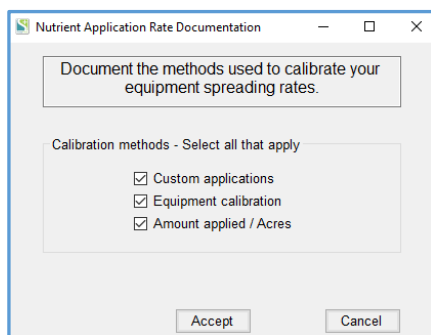 Nutrient Application Rate Documentation
Document the methods used to calibrate your
equipment spreading rates.
Calibration methods - Select all that apply
Custom applications
Equipment calibration
Amount applied / Acres
Accept Cancel